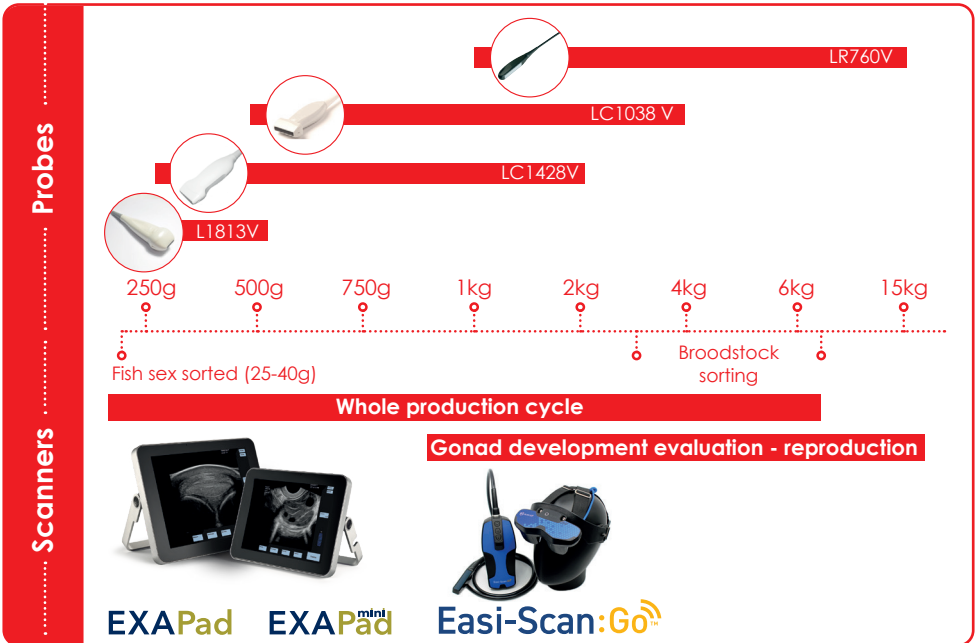 Probes
LR760V
LC1038 V
LC1428V
L1813V
250g 500g 750g 1kg 2kg 4kg 6kg 15kg
Fish sex sorted (25-40g)
Broodstock
sorting
Whole production cycle
Scanners
Gonad development evaluation - reproduction
EXAPad
EXAPad mini
Easi-Scan:Go™